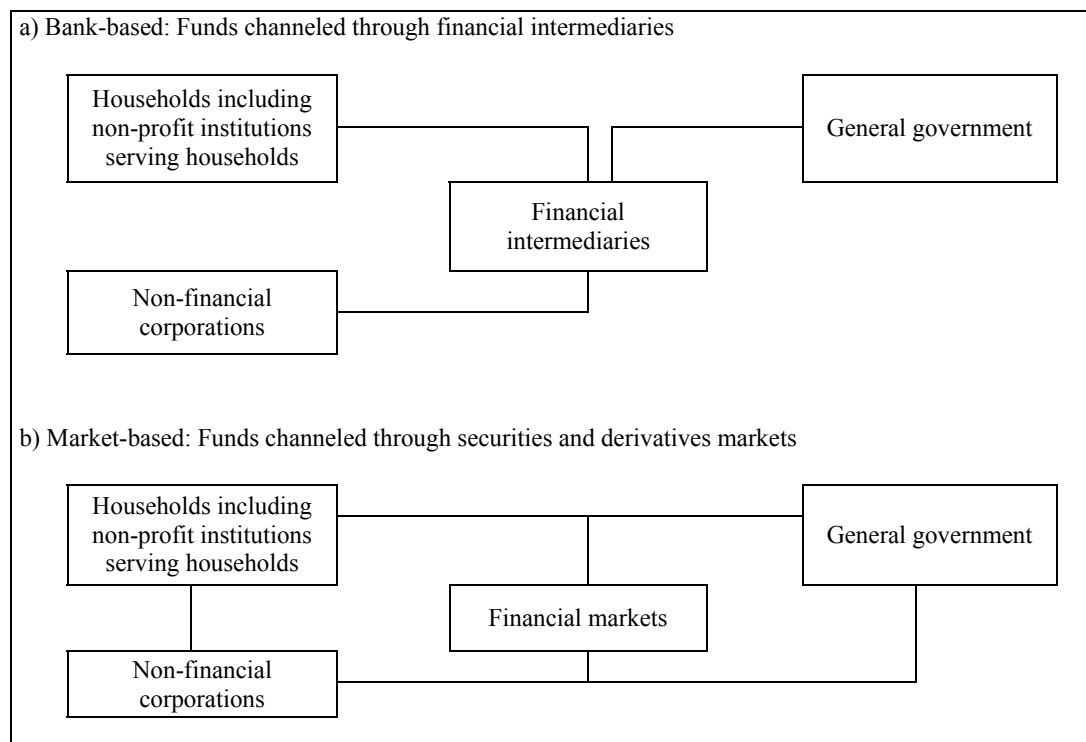 a) Bank-based: Funds channeled through financial intermediaries
Households including
non-profit institutions
serving households
General government
Financial
intermediaries
Non-financial
corporations
b) Market-based: Funds channeled through securities and derivatives markets
Households including
non-profit institutions
serving households
General government
Financial markets
Non-financial
corporations